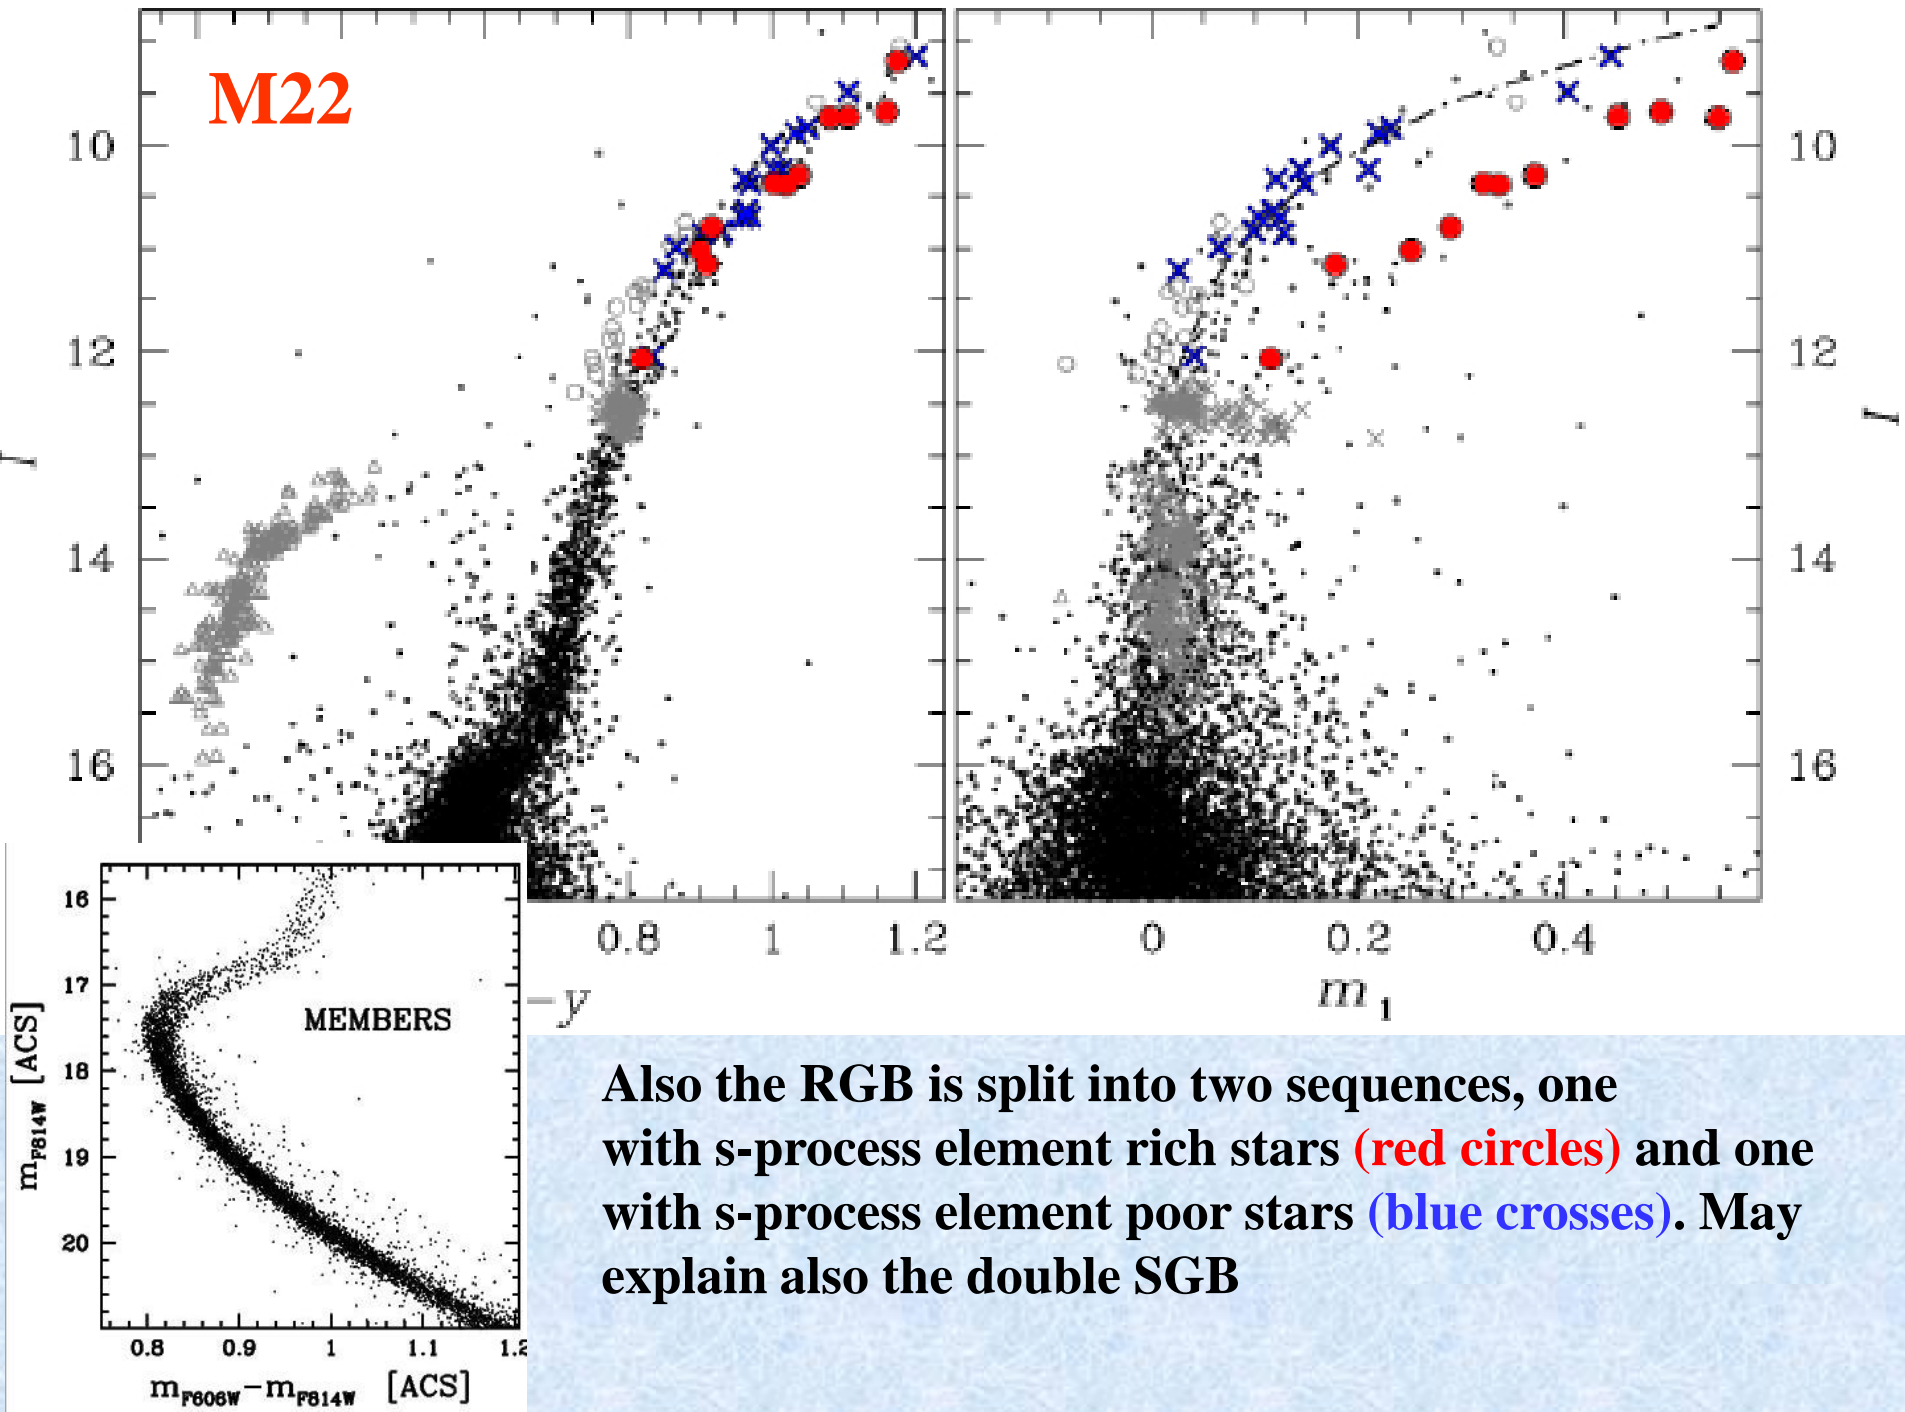 M22
10
12
14
16
I
10
12
14
16
I
0.8 1 1.2
−y
0 0.2 0.4
m1
MEMBERS
16
17
18
19
20
mF814W [ACS]
0.8 0.9 1 1.1 1.2
mF606W−mF814W [ACS]
Also the RGB is split into two sequences, one
with s-process element rich stars (red circles) and one
with s-process element poor stars (blue crosses). May
explain also the double SGB